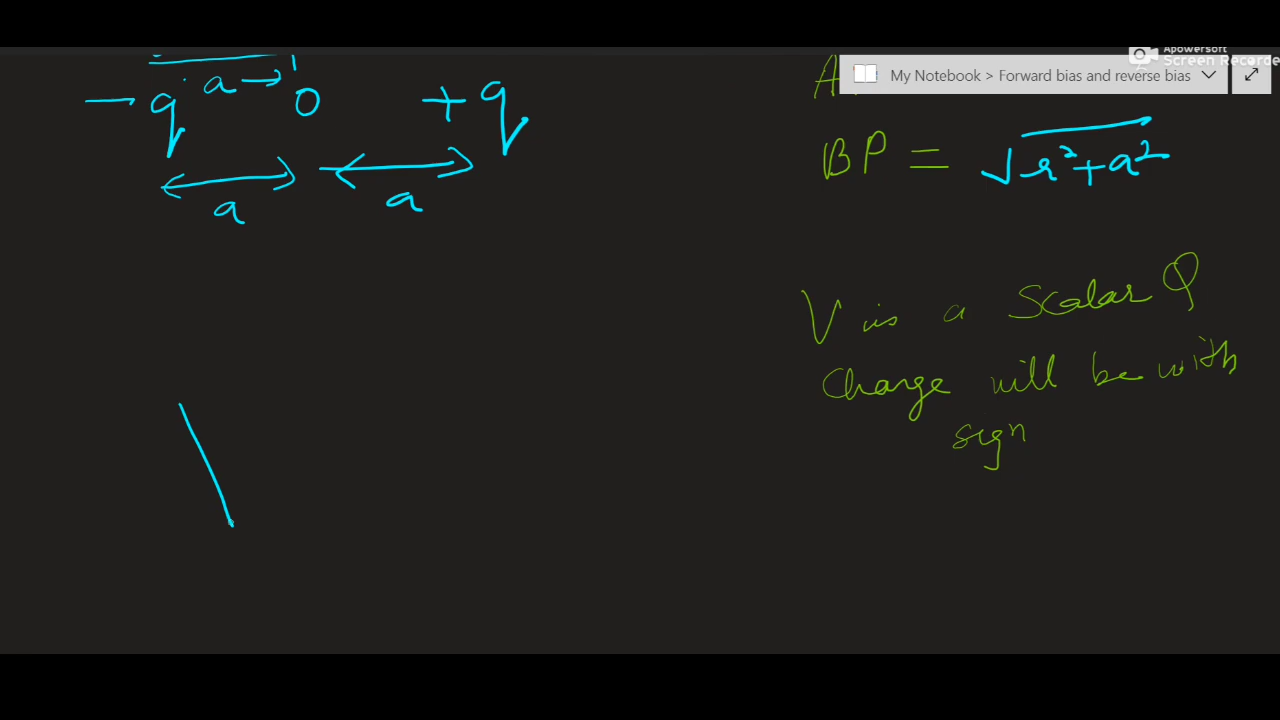 Apowersoft
Screen Recorder
My Notebook > Forward bias and reverse bias
a → 0
- q + q
a a
BP = √r²+a²
V is a Scalar Q
Charge will be with
sign